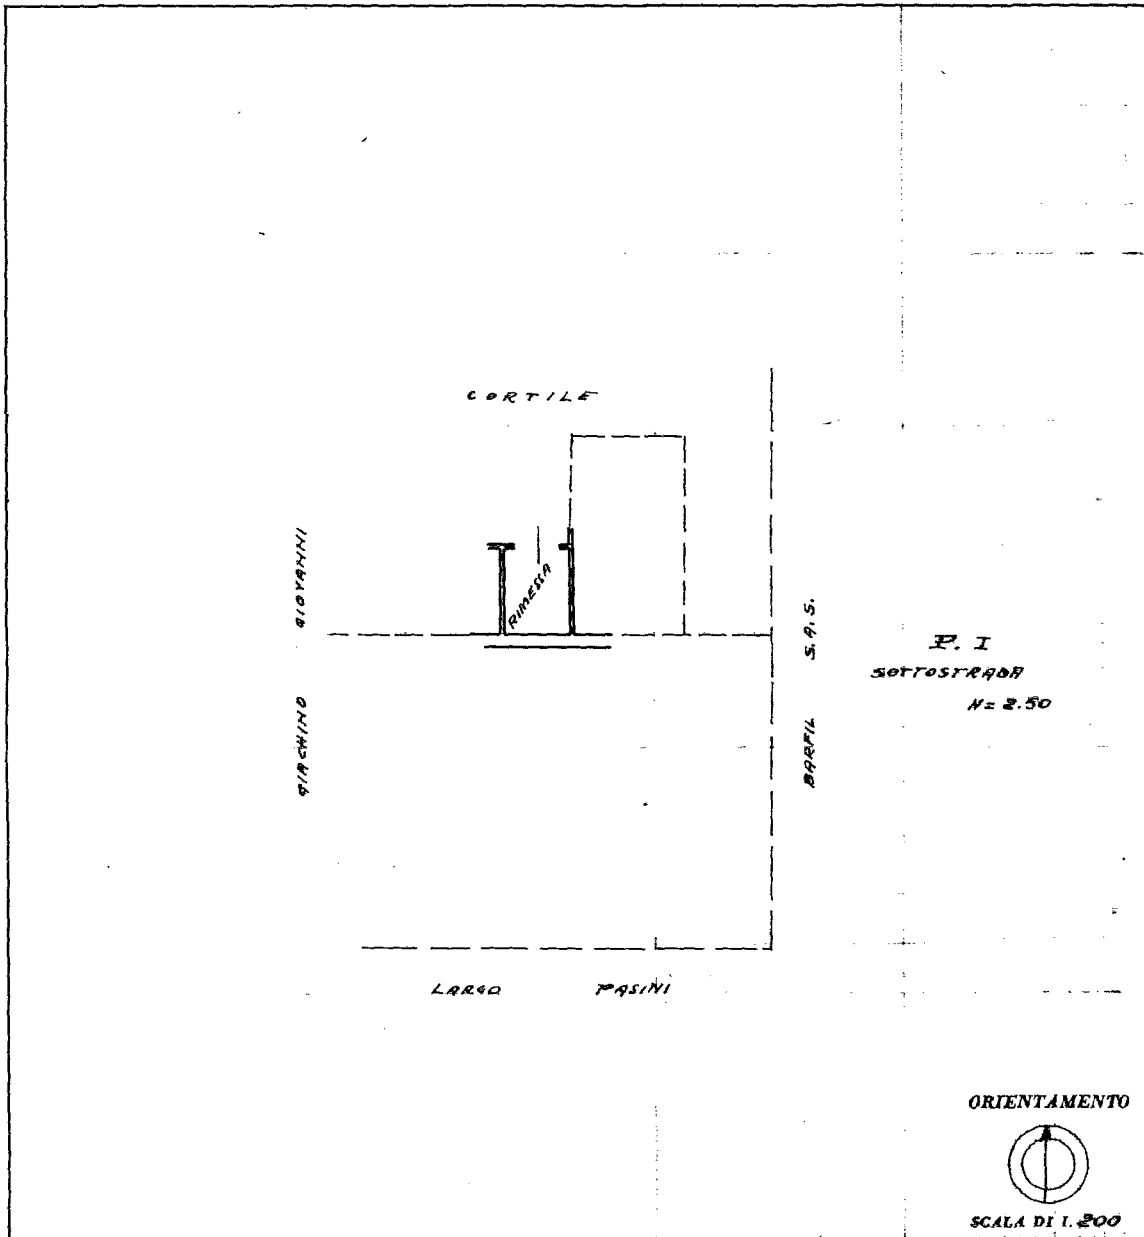 CORTILE
GIOVANNI
RIMESSA
S.A.S.
P. I
SOTTOSTRADA
H= 2.50
GIACHINO
BARFIL
LARGO PASINI
ORIENTAMENTO
SCALA DI 1. 200